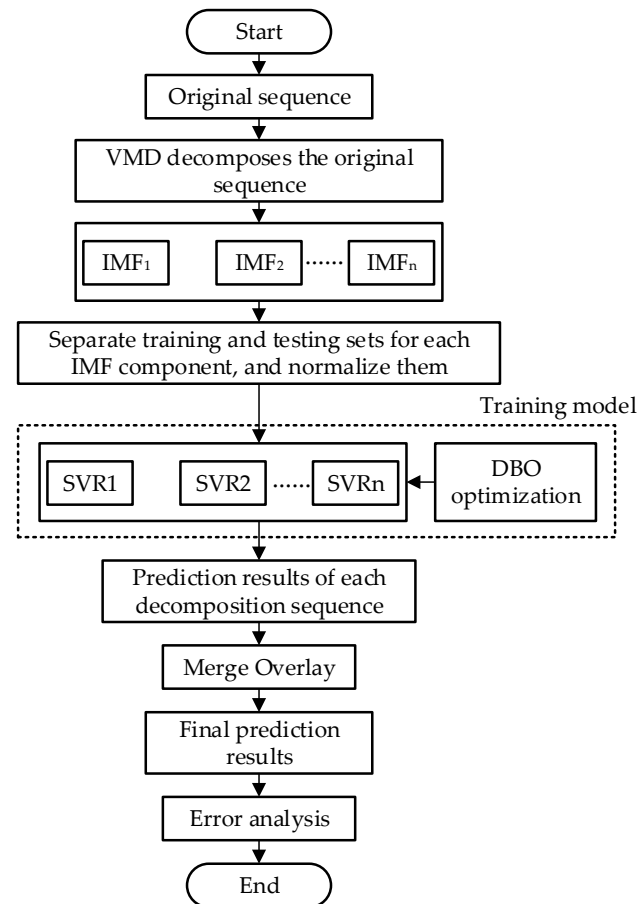 Start
Original sequence
VMD decomposes the original
sequence
IMF₁ IMF₂ ······ IMFₙ
Separate training and testing sets for each
IMF component, and normalize them
Training model
SVR1 SVR2 ······ SVRn
DBO
optimization
Prediction results of each
decomposition sequence
Merge Overlay
Final prediction
results
Error analysis
End